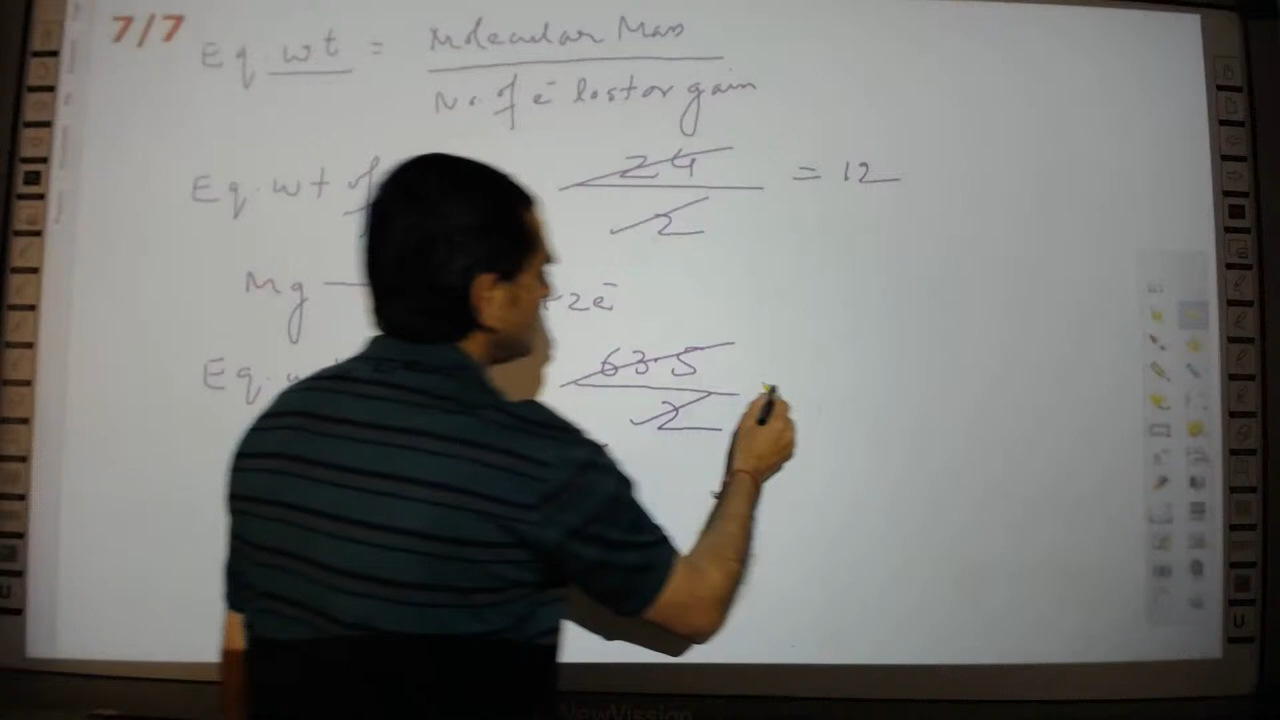 7/7
Eq. wt = Molecular Mass
No. of e⁻ lost or gain
Eq. wt of 24 = 12
2
Mg — + 2e⁻
Eq. 63.5
2
NewVission